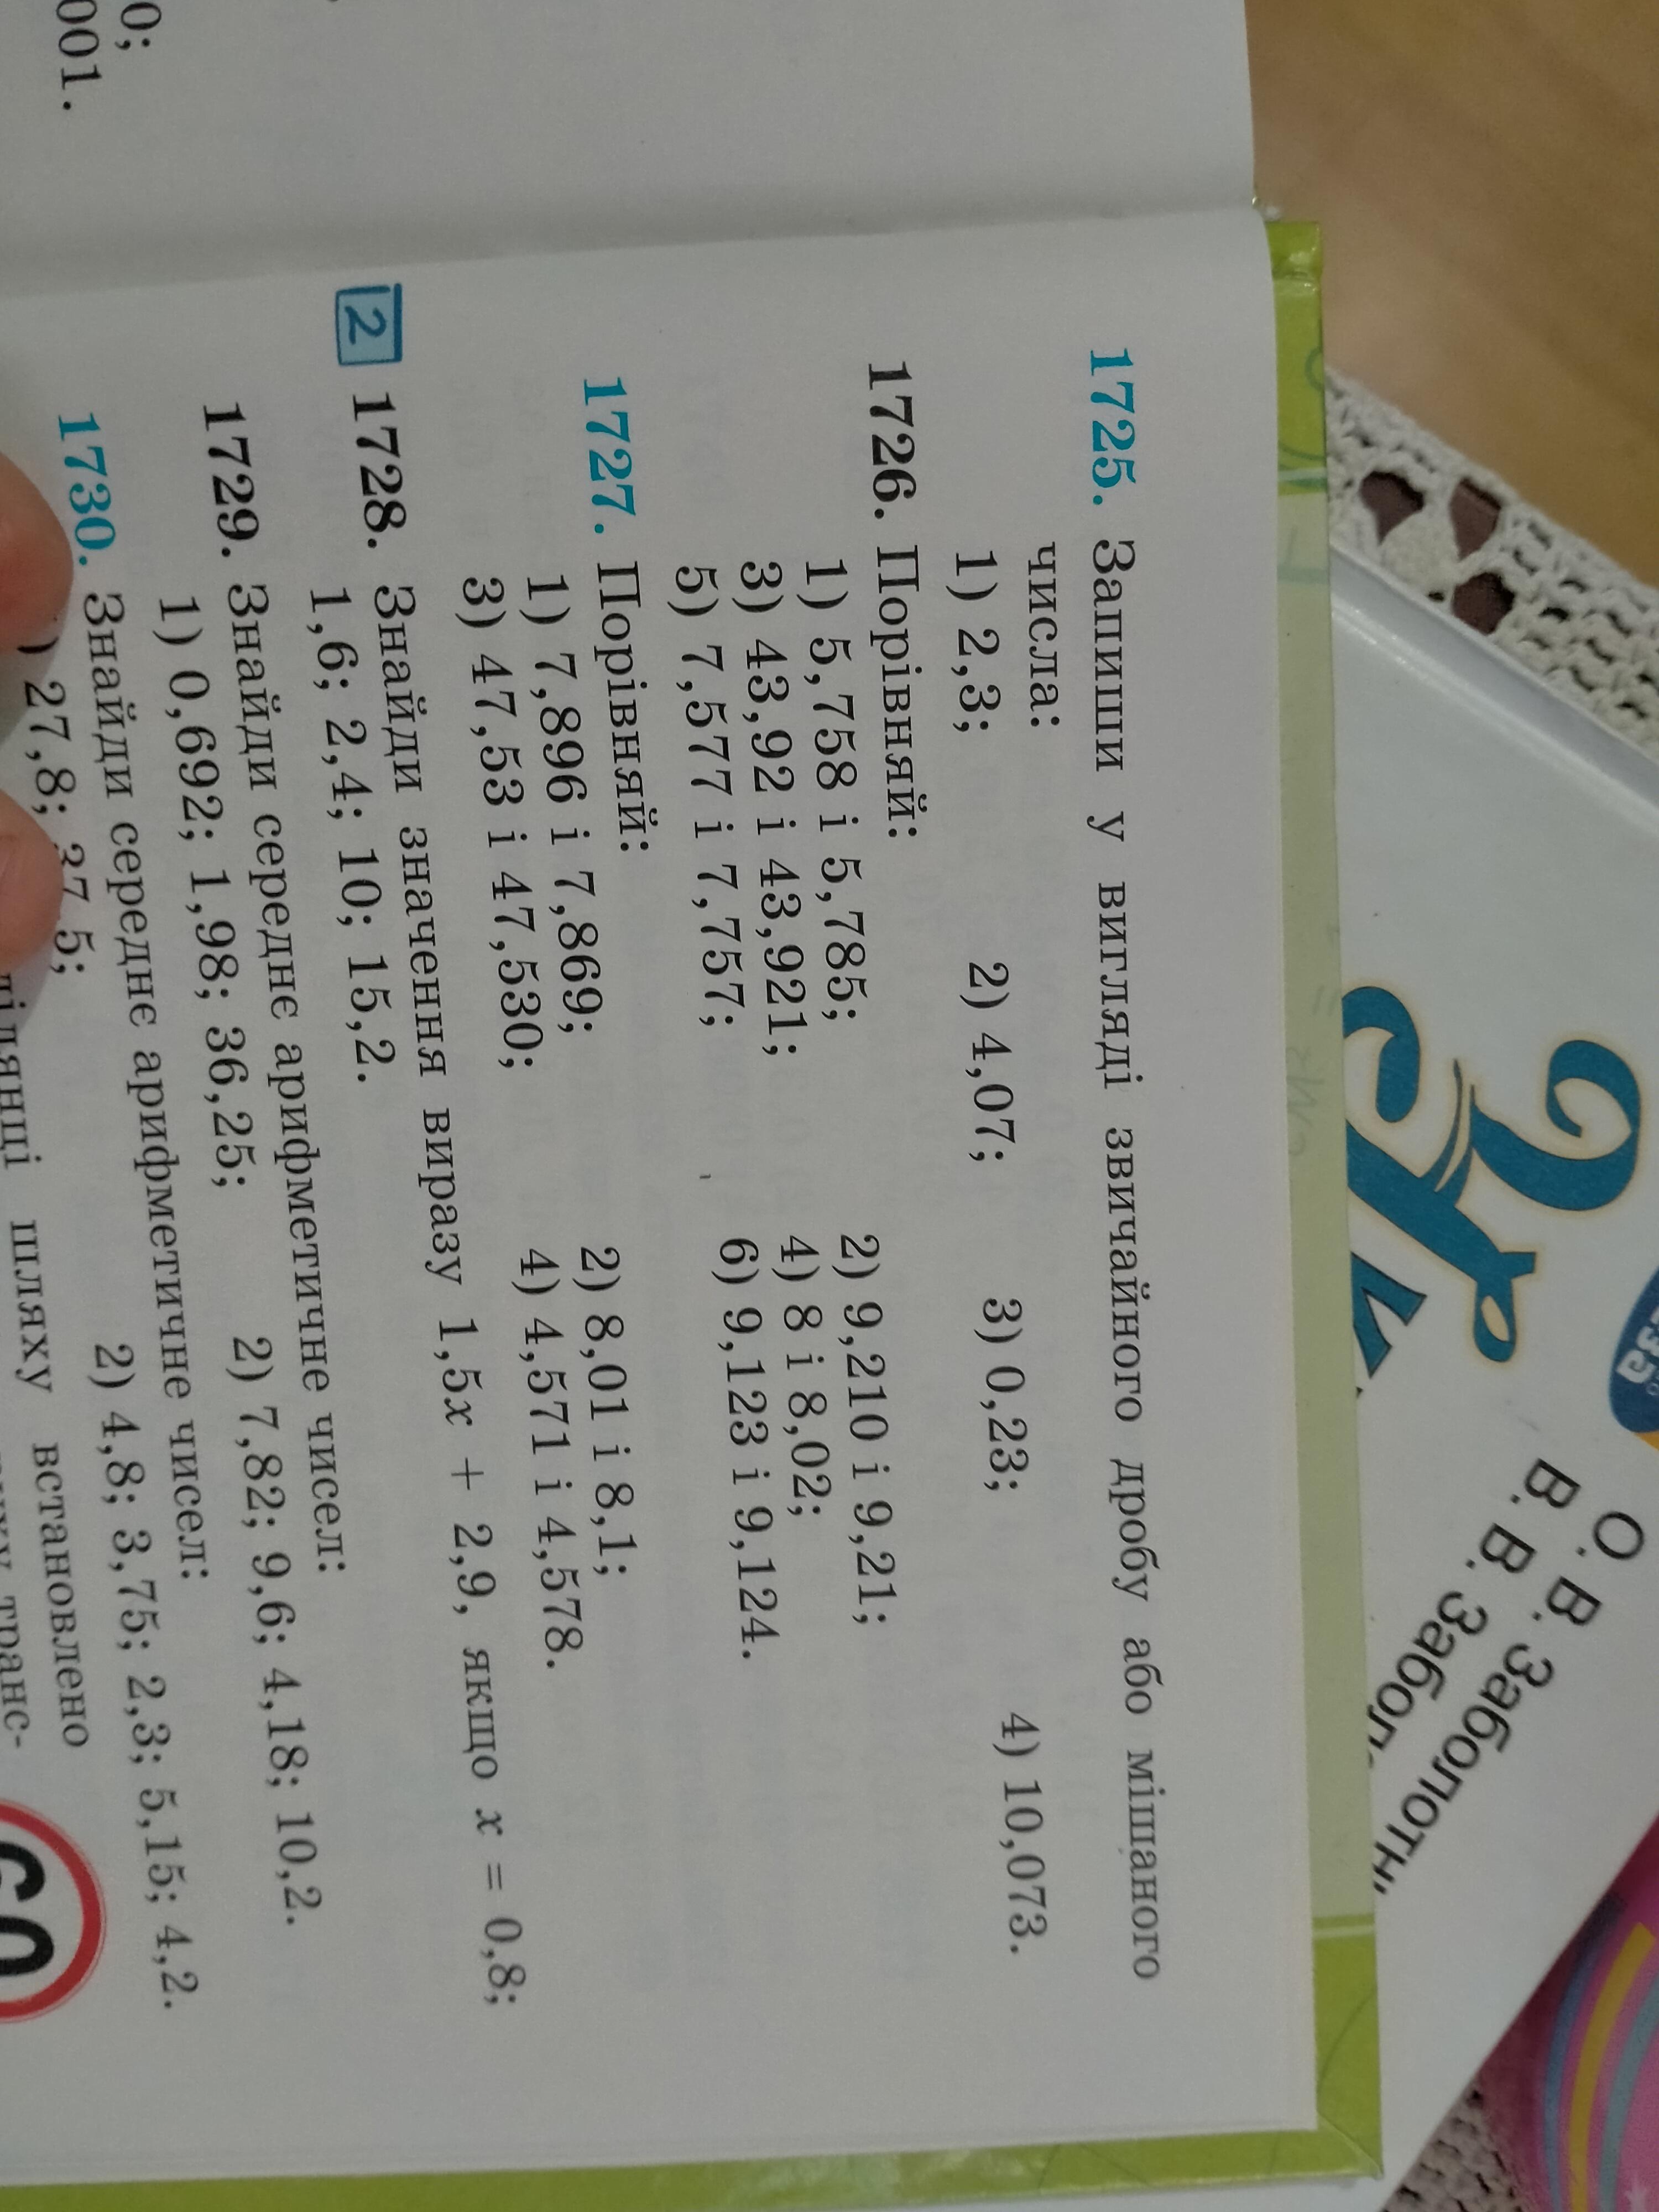 0;
001.
1725. Запиши у вигляді звичайного дробу або мішаного
числа:
1) 2,3; 2) 4,07; 3) 0,23; 4) 10,073.
1726. Порівняй:
1) 5,758 і 5,785; 2) 9,210 і 9,21;
3) 43,92 і 43,921; 4) 8 і 8,02;
5) 7,577 і 7,757; 6) 9,123 і 9,124.
1727. Порівняй:
1) 7,896 і 7,869; 2) 8,01 і 8,1;
3) 47,53 і 47,530; 4) 4,571 і 4,578.
2 1728. Знайди значення виразу 1,5x + 2,9, якщо x = 0,8;
1,6; 2,4; 10; 15,2.
1729. Знайди середнє арифметичне чисел:
1) 0,692; 1,98; 36,25; 2) 7,82; 9,6; 4,18; 10,2.
1730. Знайди середнє арифметичне чисел:
) 27,8; 37,5; 2) 4,8; 3,75; 2,3; 5,15; 4,2.
шляху встановлено
60
О. В. Заболотн
В. В. Забол